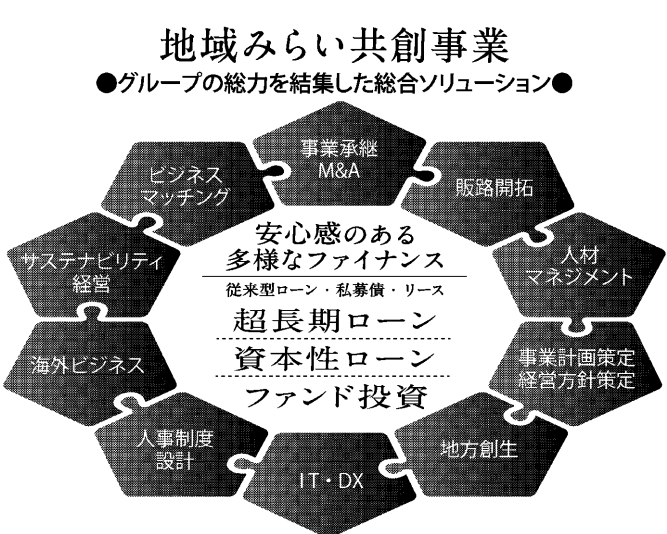 地域みらい共創事業
●グループの総力を結集した総合ソリューション●
事業承継
M&A
販路開拓
人材
マネジメント
事業計画策定
経営方針策定
地方創生
IT・DX
人事制度
設計
海外ビジネス
サステナビリティ
経営
ビジネス
マッチング
安心感のある
多様なファイナンス
従来型ローン・私募債・リース
超長期ローン
資本性ローン
ファンド投資